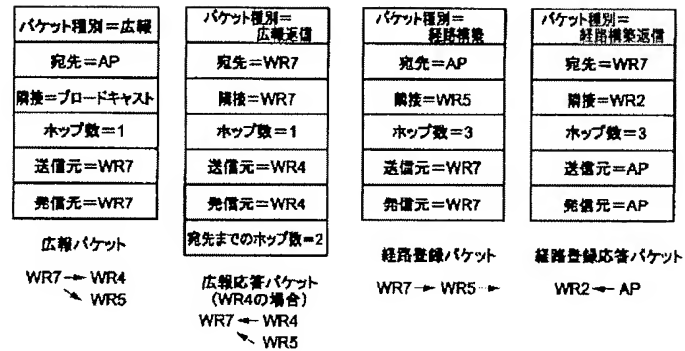 パケット種別=広報
宛先=AP
隣接=ブロードキャスト
ホップ数=1
送信元=WR7
発信元=WR7
広報パケット
WR7→WR4
WR5
パケット種別=
広報返信
宛先=WR7
隣接=WR7
ホップ数=1
送信元=WR4
発信元=WR4
宛先までのホップ数=2
広報応答パケット
(WR4の場合)
WR7←WR4
WR5
パケット種別=
経路構築
宛先=AP
隣接=WR5
ホップ数=3
送信元=WR7
発信元=WR7
経路登録パケット
WR7→WR5→
パケット種別=
経路構築返信
宛先=WR7
隣接=WR2
ホップ数=3
送信元=AP
発信元=AP
経路登録応答パケット
WR2←AP